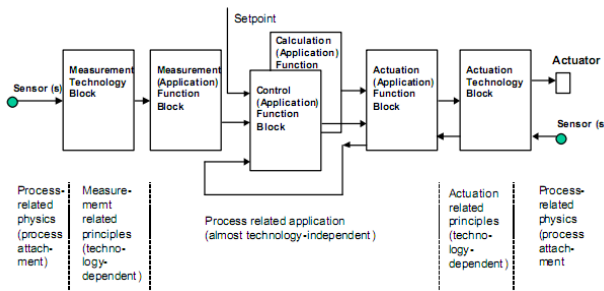 Setpoint
Calculation
(Application)
Function
Sensor (s)
Measurement
Technology
Block
Measurement
(Application)
Function
Block
Control
(Application)
Function
Block
Actuation
(Application)
Function
Block
Actuation
Technology
Block
Actuator
Sensor (s
Process-
related
physics
(process
attach-
ment)
Measure-
memt
related
principles
(techno-
logy-
dependent)
Process related application
(almost technology-independent)
Actuation
related
principles
(techno-
logy-
dependent)
Process-
related
physics
(process
attach-
ment